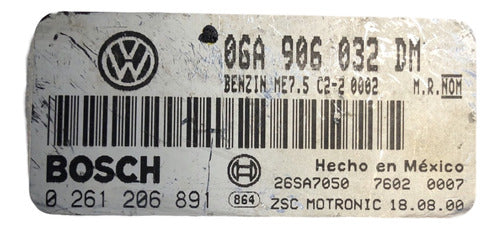 06A 906 032 DM
BENZIN ME7.5 C2-2 0002 M.R.NOM
BOSCH
Hecho en México
26SA7050 7602 0007
0 261 206 891
864 ZSC MOTRONIC 18.08.00